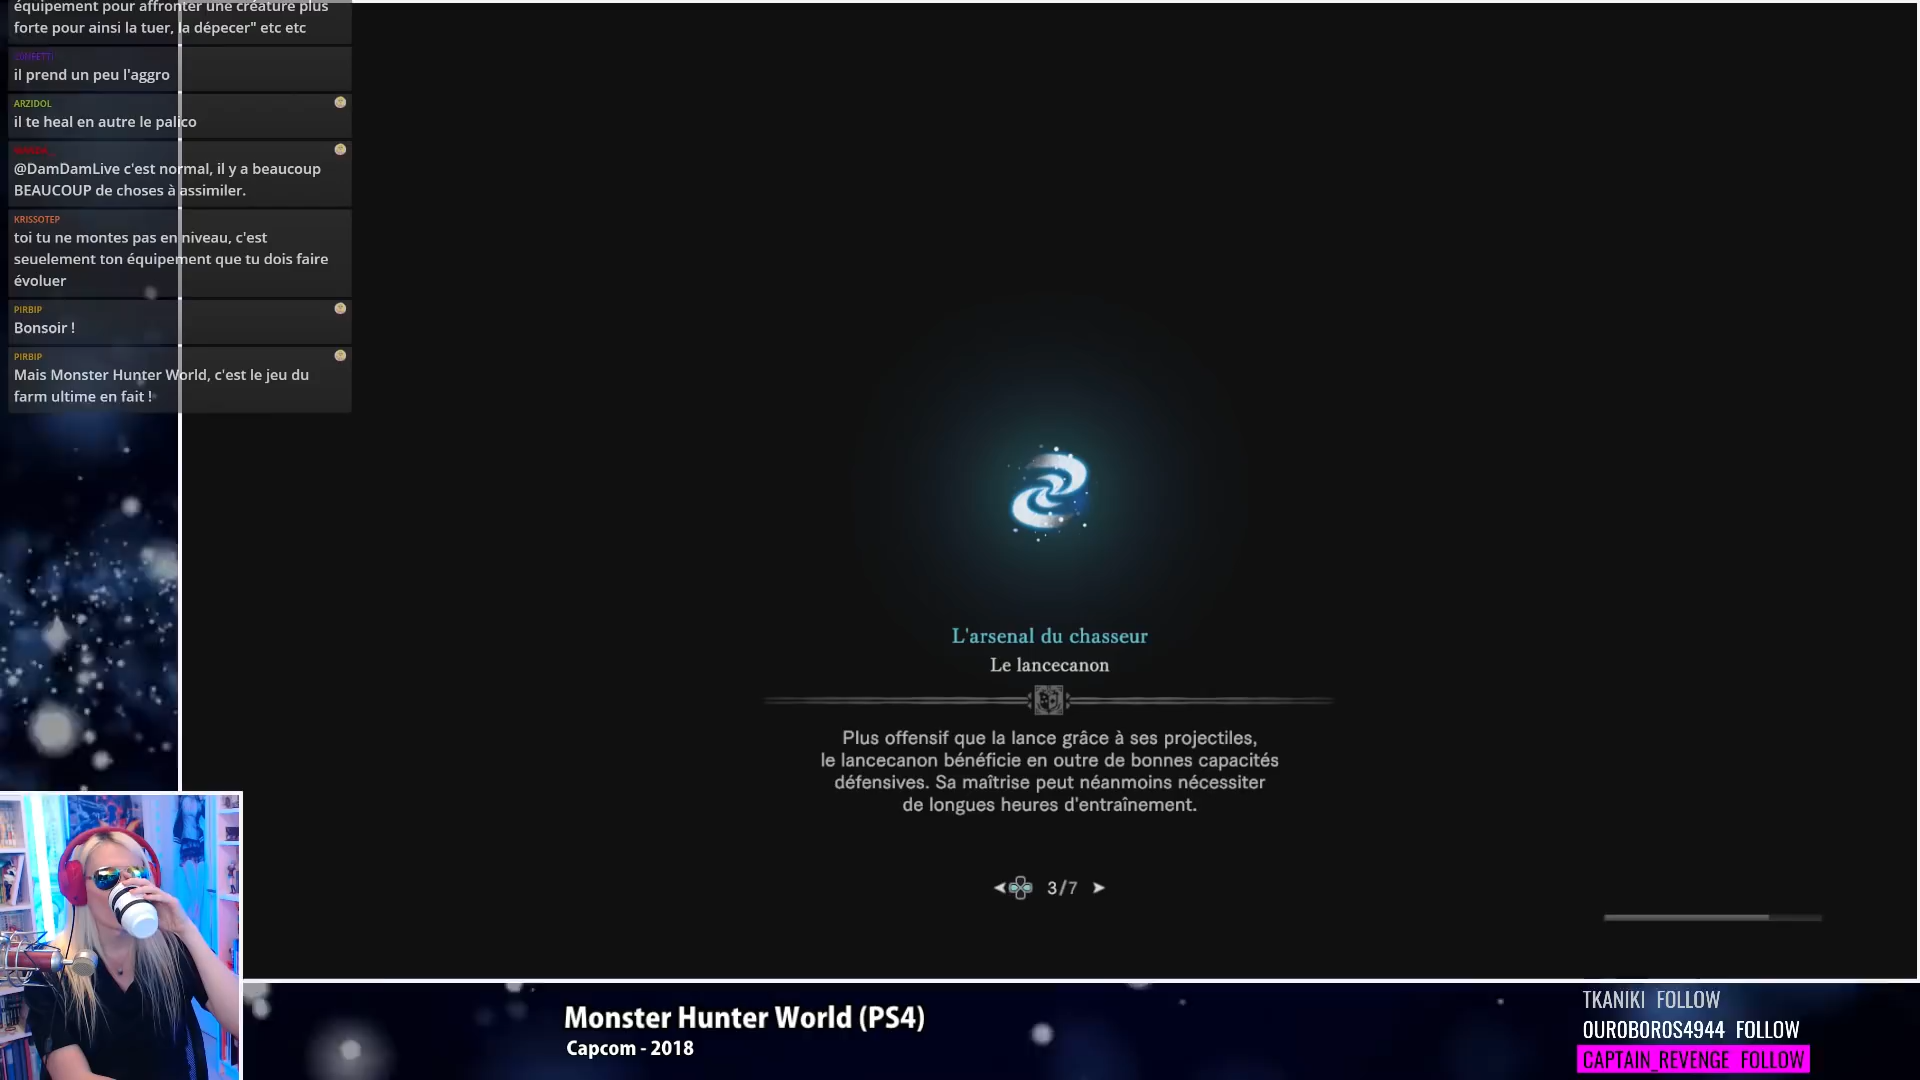 équipement pour affronter une créature plus
forte pour ainsi la tuer, la dépecer" etc etc
il prend un peu l'aggro
ARZIDOL
il te heal en autre le palico
@DamDamLive c'est normal, il y a beaucoup
BEAUCOUP de choses à assimiler.
KRISSOTEP
toi tu ne montes pas en niveau, c'est
seuelement ton équipement que tu dois faire
évoluer
PIRBIP
Bonsoir !
PIRBIP
Mais Monster Hunter World, c'est le jeu du
farm ultime en fait !
L'arsenal du chasseur
Le lancecanon
Plus offensif que la lance grâce à ses projectiles,
le lancecanon bénéficie en outre de bonnes capacités
défensives. Sa maîtrise peut néanmoins nécessiter
de longues heures d'entraînement.
3/7
Monster Hunter World (PS4)
Capcom - 2018
TKANIKI FOLLOW
OUROBOROS4944 FOLLOW
CAPTAIN_REVENGE FOLLOW